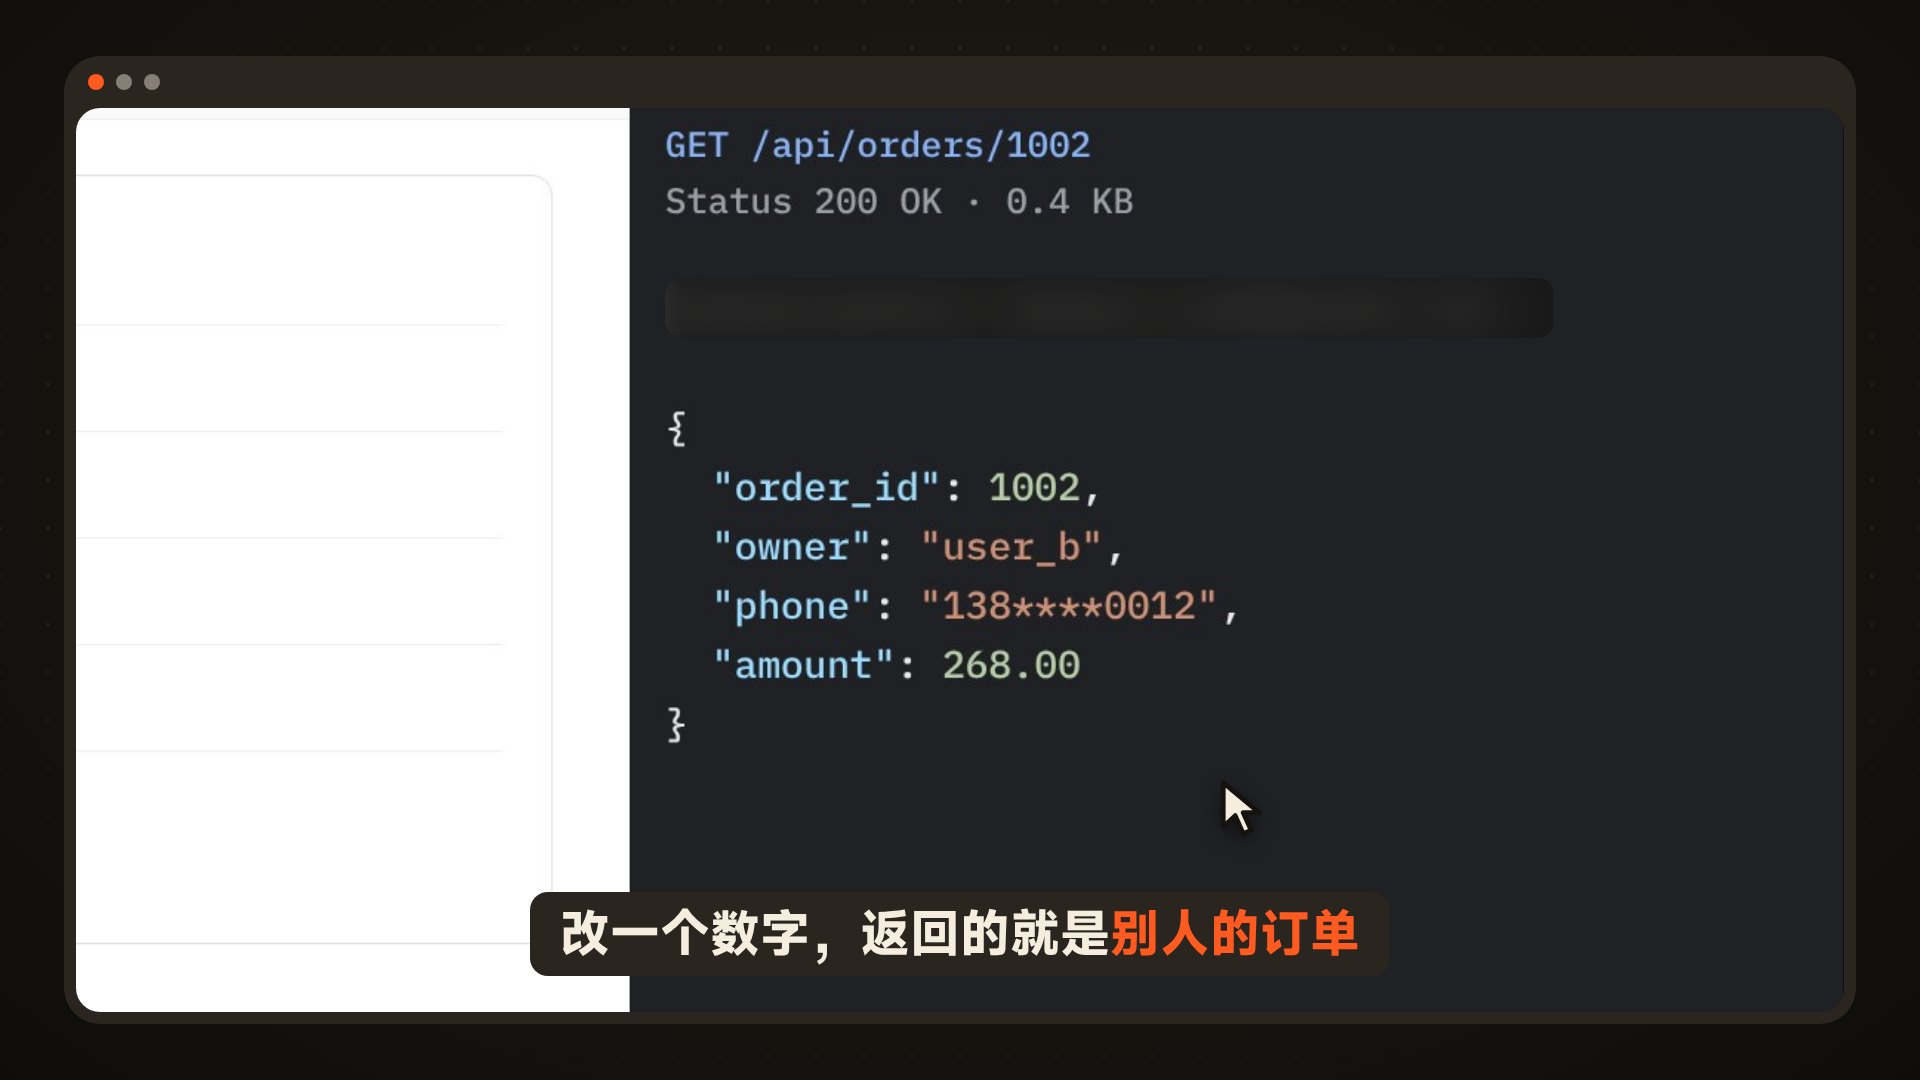 GET /api/orders/1002
Status 200 OK · 0.4 KB
{
"order_id": 1002,
"owner": "user_b",
"phone": "138****0012",
"amount": 268.00
}
改一个数字，返回的就是别人的订单